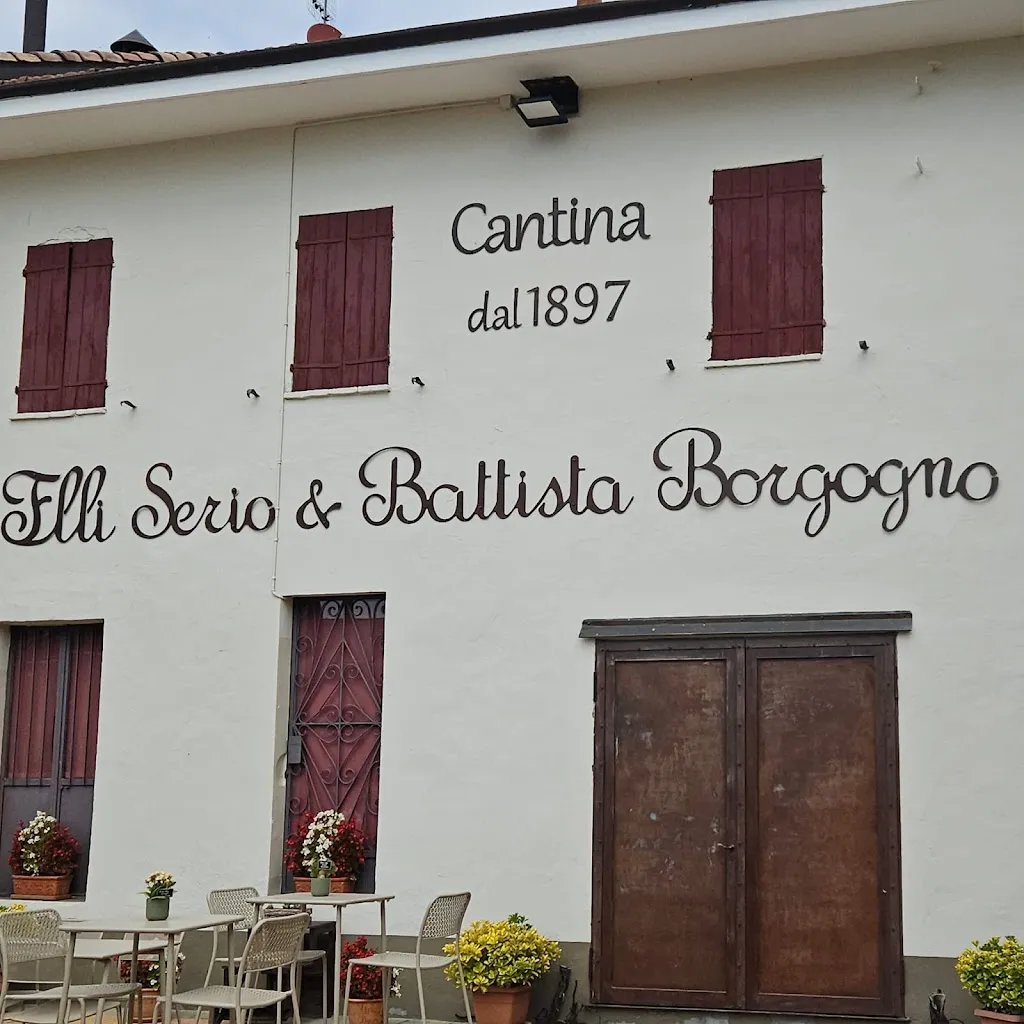 Cantina
dal 1897
Flli Serio & Battista Borgogno